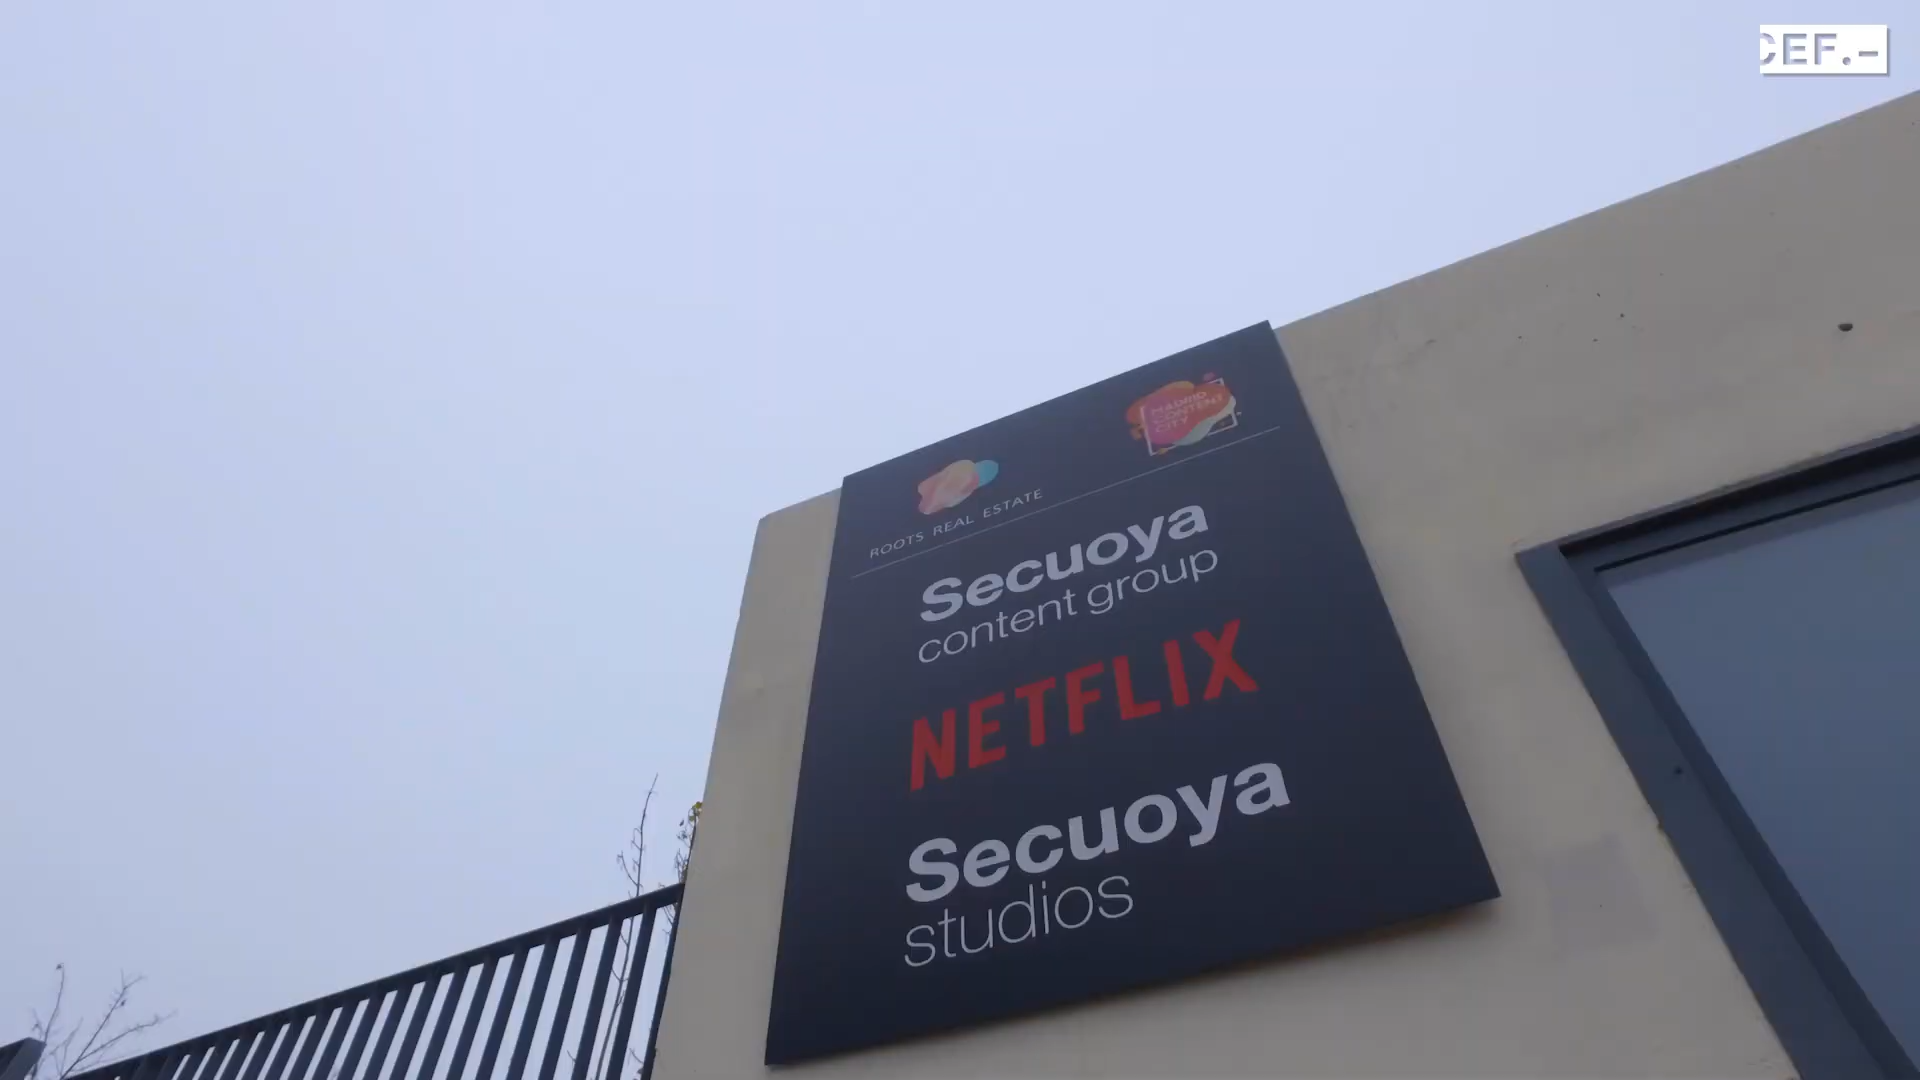 CEF.-
MADRID
CONTENT
CITY
ROOTS REAL ESTATE
Secuoya
content group
NETFLIX
Secuoya
studios